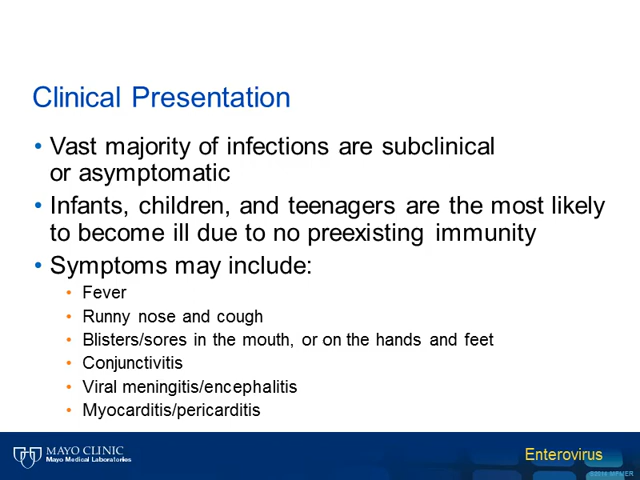 Clinical Presentation
• Vast majority of infections are subclinical
or asymptomatic
• Infants, children, and teenagers are the most likely
to become ill due to no preexisting immunity
• Symptoms may include:
• Fever
• Runny nose and cough
• Blisters/sores in the mouth, or on the hands and feet
• Conjunctivitis
• Viral meningitis/encephalitis
• Myocarditis/pericarditis
MAYO CLINIC
Mayo Medical Laboratories
Enterovirus